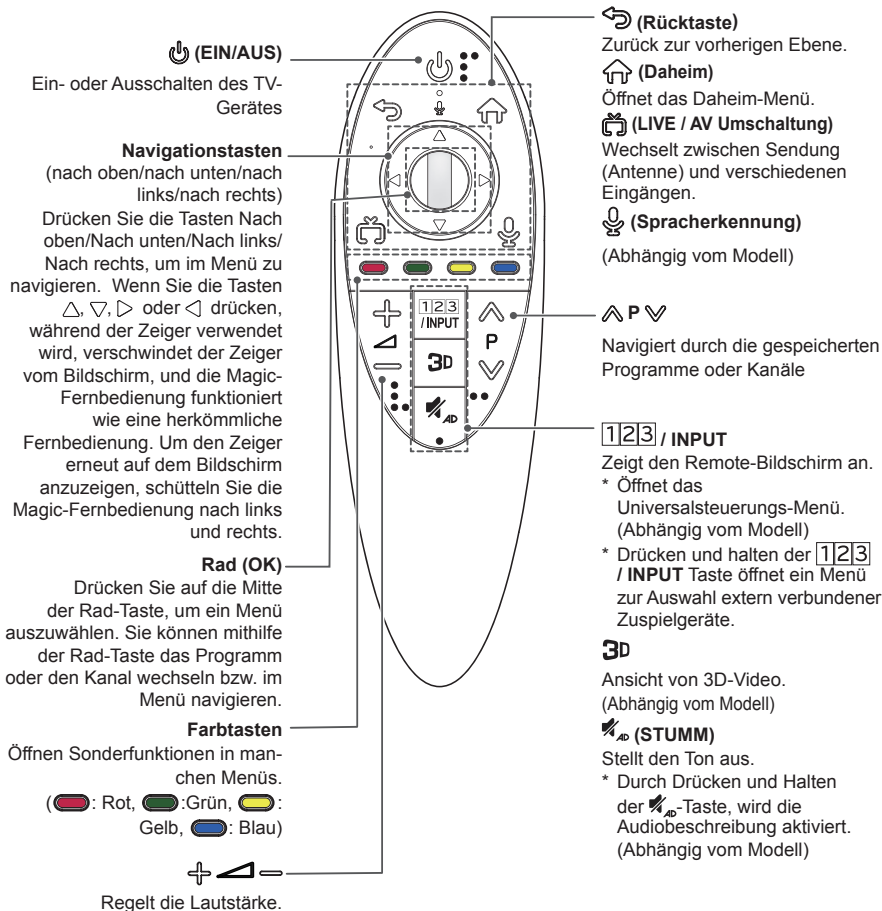 (EIN/AUS)
Ein- oder Ausschalten des TV-
Gerätes
Navigationstasten
(nach oben/nach unten/nach
links/nach rechts)
Drücken Sie die Tasten Nach
oben/Nach unten/Nach links/
Nach rechts, um im Menü zu
navigieren. Wenn Sie die Tasten
△, ▽, ▷ oder ◁ drücken,
während der Zeiger verwendet
wird, verschwindet der Zeiger
vom Bildschirm, und die Magic-
Fernbedienung funktioniert
wie eine herkömmliche
Fernbedienung. Um den Zeiger
erneut auf dem Bildschirm
anzuzeigen, schütteln Sie die
Magic-Fernbedienung nach links
und rechts.
Rad (OK)
Drücken Sie auf die Mitte
der Rad-Taste, um ein Menü
auszuwählen. Sie können mithilfe
der Rad-Taste das Programm
oder den Kanal wechseln bzw. im
Menü navigieren.
Farbtasten
Öffnen Sonderfunktionen in man-
chen Menüs.
( : Rot, :Grün, :
Gelb, : Blau)
Regelt die Lautstärke.
123
/ INPUT
P
3D
AD
(Rücktaste)
Zurück zur vorherigen Ebene.
(Daheim)
Öffnet das Daheim-Menü.
(LIVE / AV Umschaltung)
Wechselt zwischen Sendung
(Antenne) und verschiedenen
Eingängen.
(Spracherkennung)
(Abhängig vom Modell)
P
Navigiert durch die gespeicherten
Programme oder Kanäle
123 / INPUT
Zeigt den Remote-Bildschirm an.
* Öffnet das
Universalsteuerungs-Menü.
(Abhängig vom Modell)
* Drücken und halten der 123
/ INPUT Taste öffnet ein Menü
zur Auswahl extern verbundener
Zuspielgeräte.
3D
Ansicht von 3D-Video.
(Abhängig vom Modell)
AD (STUMM)
Stellt den Ton aus.
* Durch Drücken und Halten
der AD-Taste, wird die
Audiobeschreibung aktiviert.
(Abhängig vom Modell)